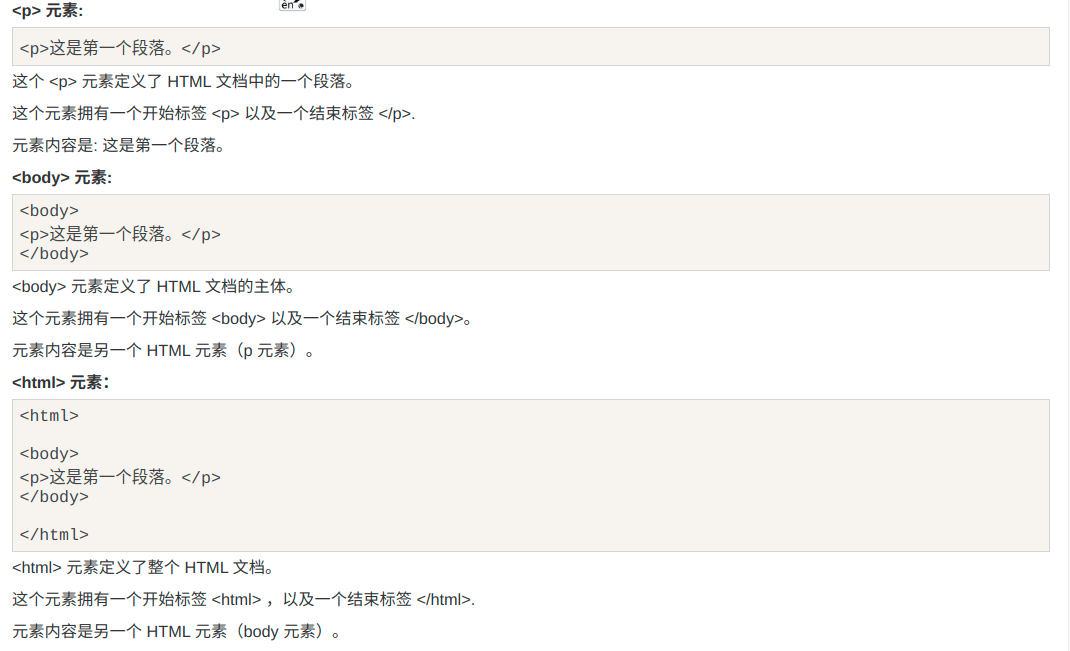 <p> 元素:
èn
<p>这是第一个段落。</p>
这个 <p> 元素定义了 HTML 文档中的一个段落。
这个元素拥有一个开始标签 <p> 以及一个结束标签 </p>.
元素内容是: 这是第一个段落。
<body> 元素:
<body>
<p>这是第一个段落。</p>
</body>
<body> 元素定义了 HTML 文档的主体。
这个元素拥有一个开始标签 <body> 以及一个结束标签 </body>。
元素内容是另一个 HTML 元素（p 元素）。
<html> 元素：
<html>
<body>
<p>这是第一个段落。</p>
</body>
</html>
<html> 元素定义了整个 HTML 文档。
这个元素拥有一个开始标签 <html> ，以及一个结束标签 </html>.
元素内容是另一个 HTML 元素（body 元素）。